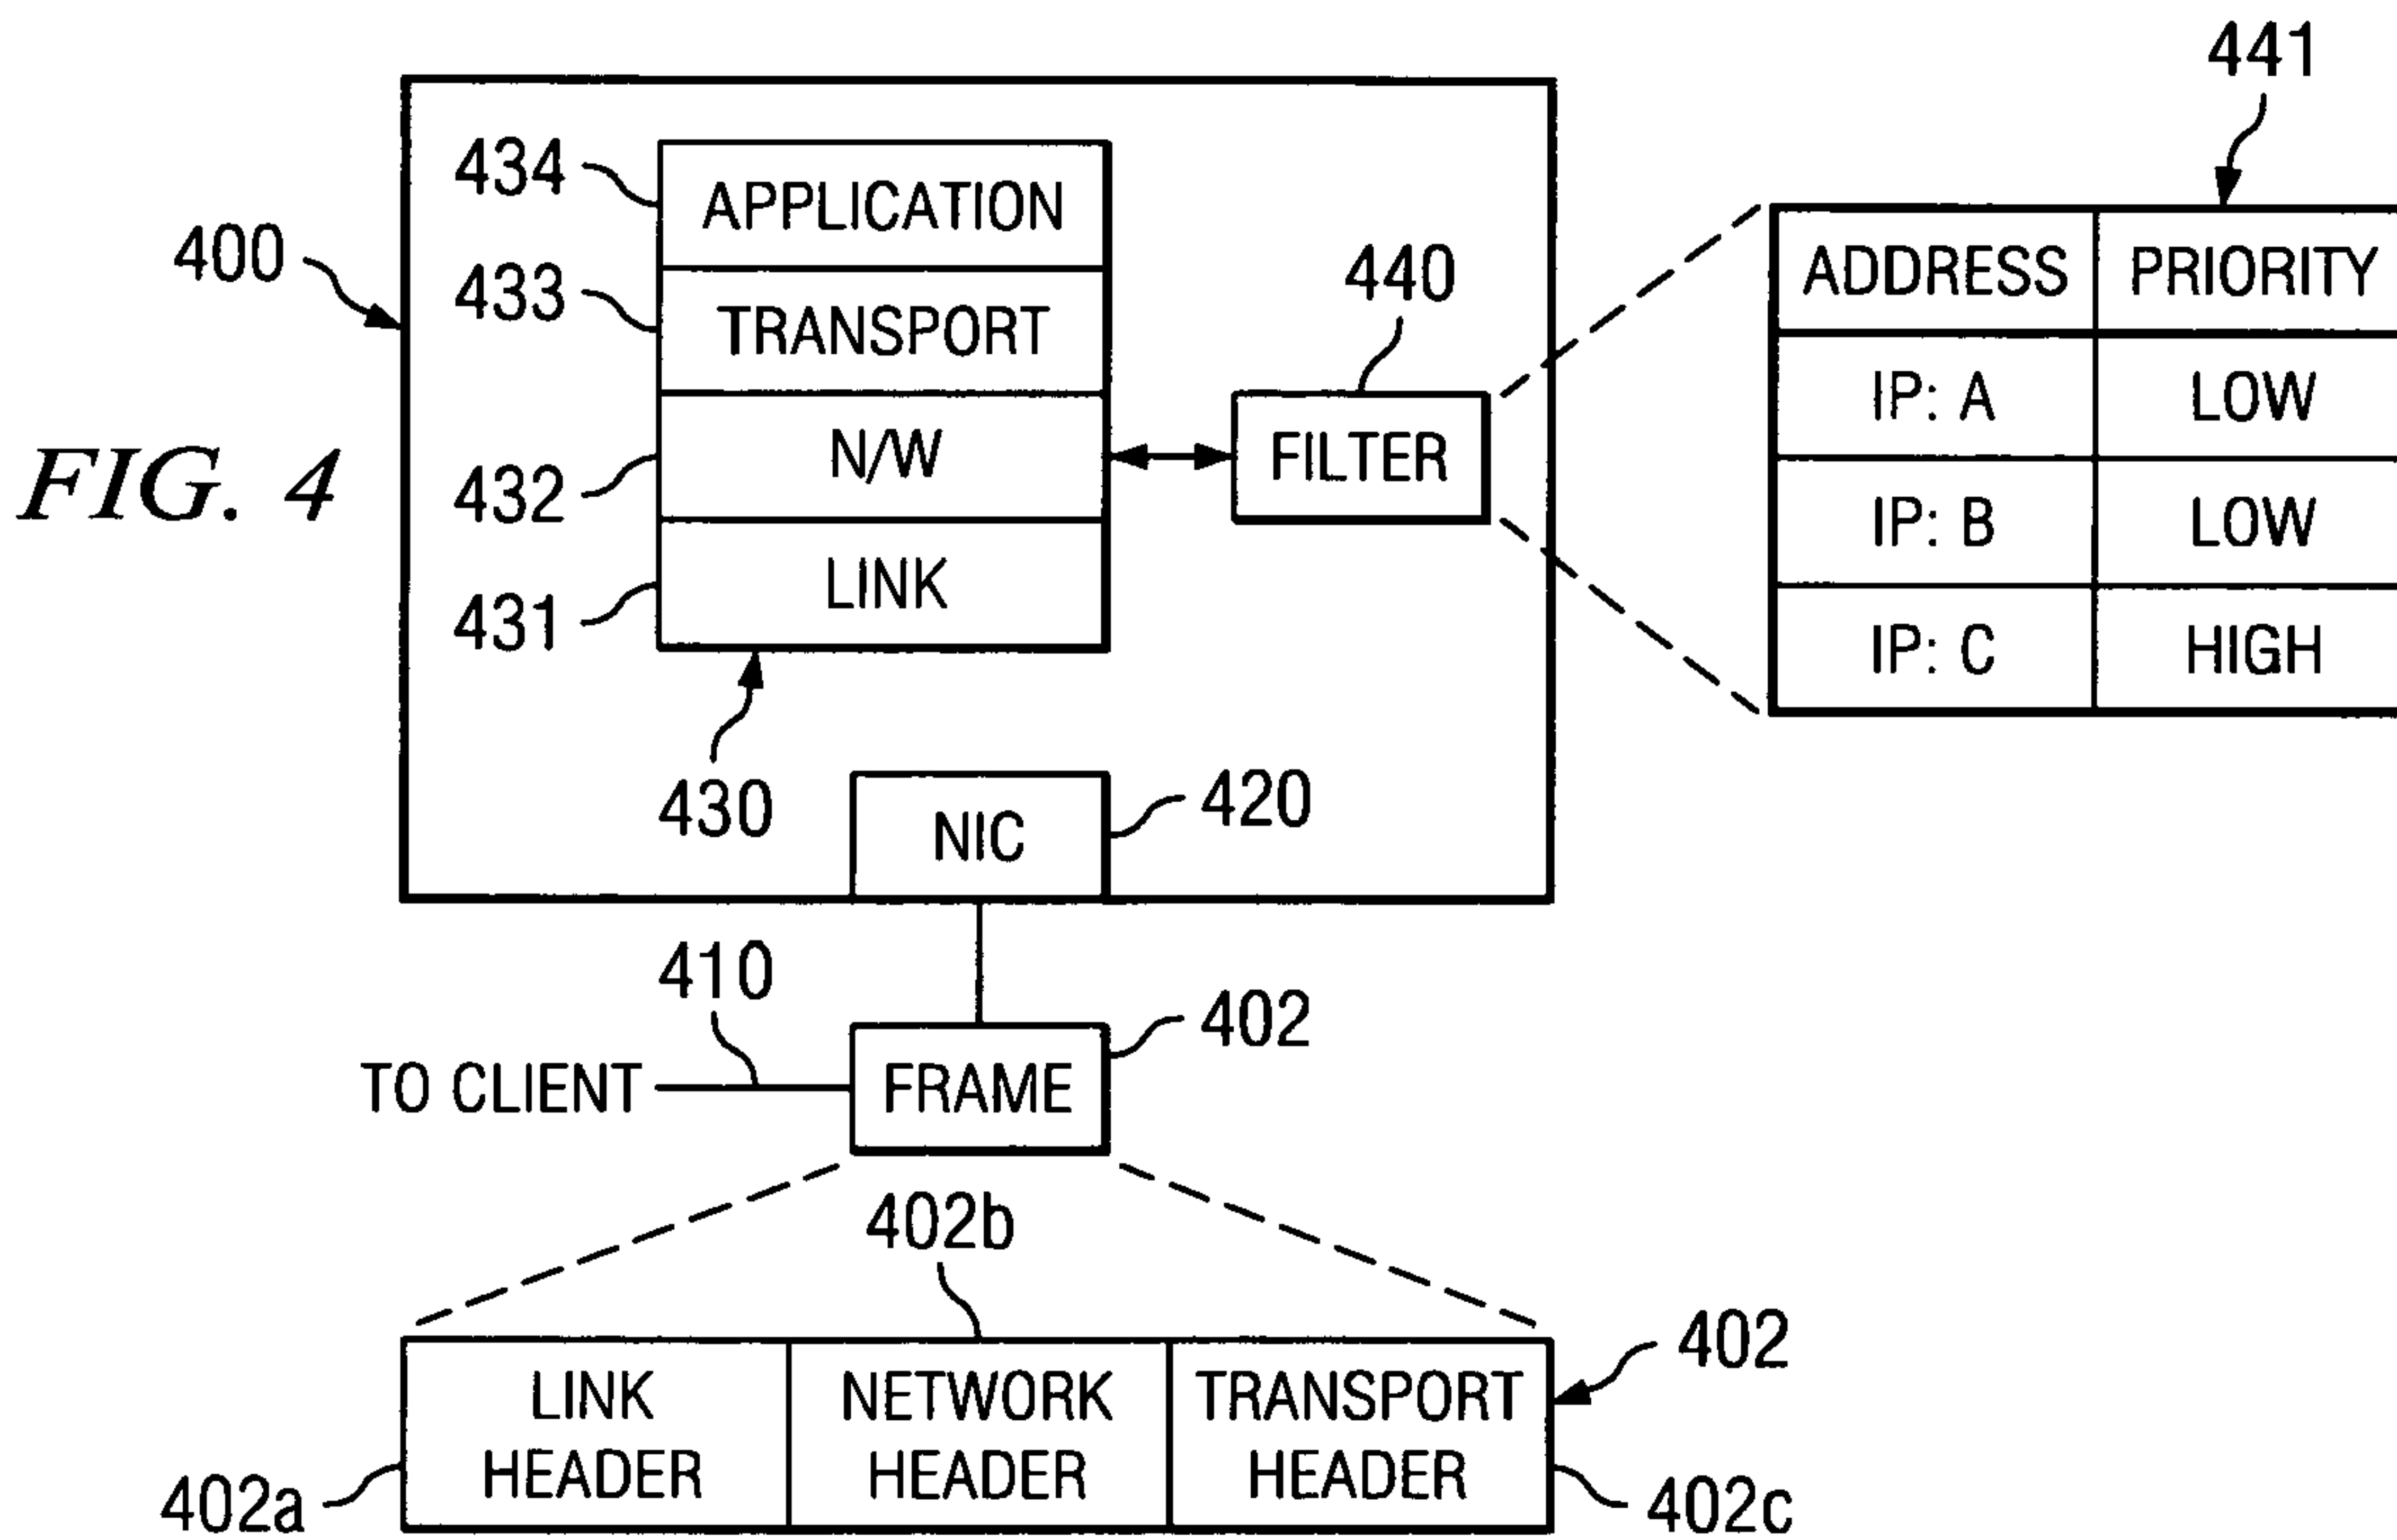 FIG. 4
400
434
APPLICATION
433
TRANSPORT
432
N/W
431
LINK
430
440
FILTER
441
ADDRESS PRIORITY
IP: A LOW
IP: B LOW
IP: C HIGH
NIC
420
410
TO CLIENT
FRAME
402
402b
402
LINK HEADER
NETWORK HEADER
TRANSPORT HEADER
402a
402c